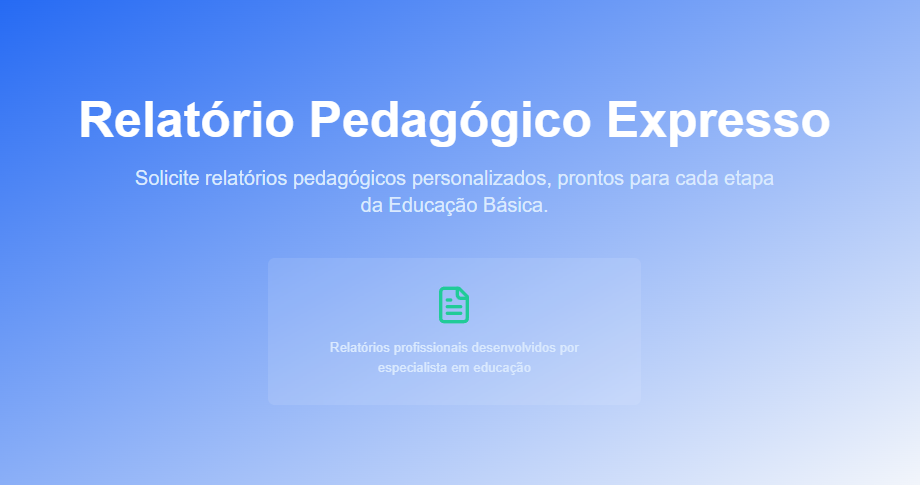 Relatório Pedagógico Expresso
Solicite relatórios pedagógicos personalizados, prontos para cada etapa
da Educação Básica.
Relatórios profissionais desenvolvidos por
especialista em educação